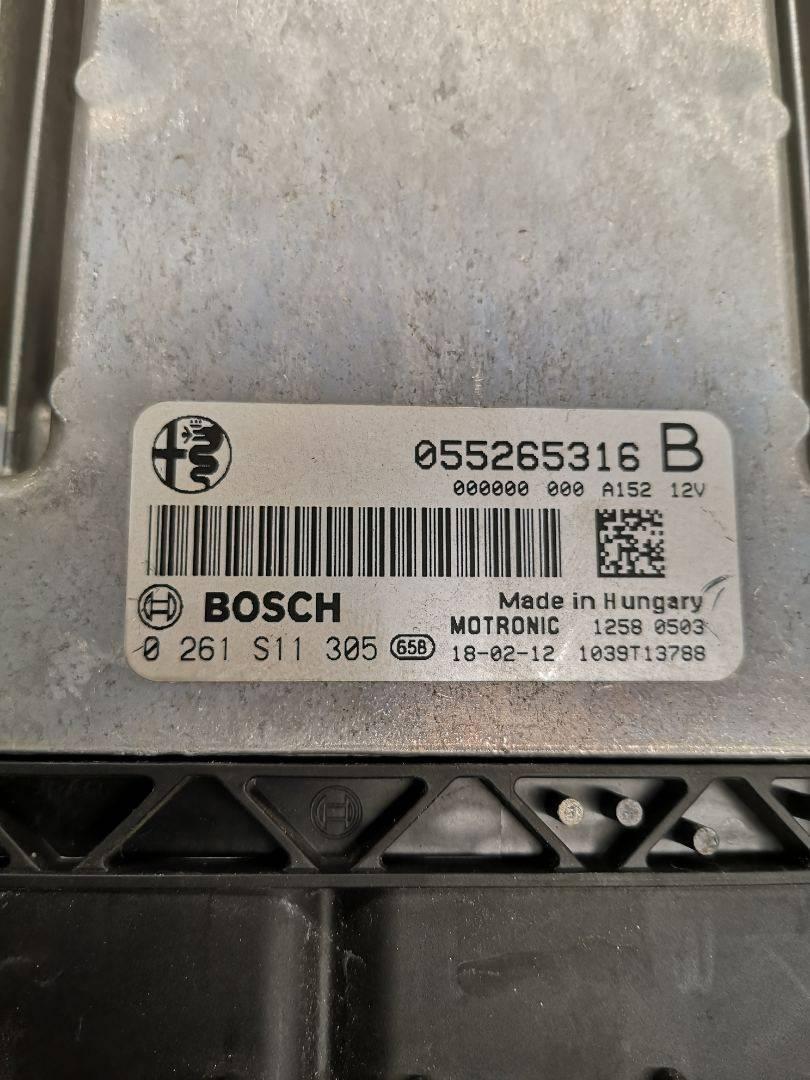 055265316 B
000000 000 A152 12V
BOSCH
Made in Hungary
MOTRONIC 1258 0503
0 261 S11 305 65B 18-02-12 1039T13788